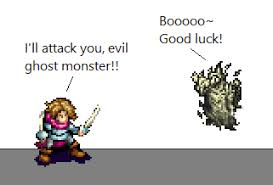 I'll attack you, evil
ghost monster!!
Booooo~
Good luck!